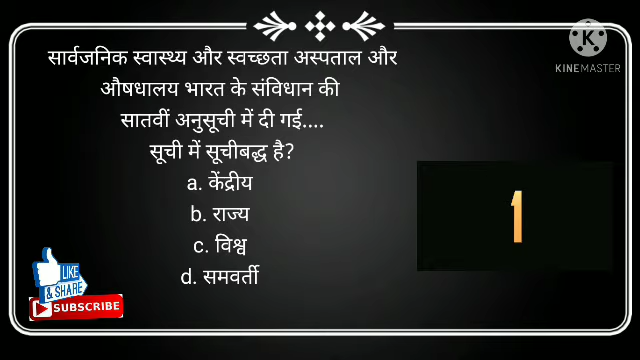 सार्वजनिक स्वास्थ्य और स्वच्छता अस्पताल और
औषधालय भारत के संविधान की
सातवीं अनुसूची में दी गई....
सूची में सूचीबद्ध है?
a. केंद्रीय
b. राज्य
c. विश्व
d. समवर्ती
K
KINEMASTER
1
LIKE
& SHARE
SUBSCRIBE